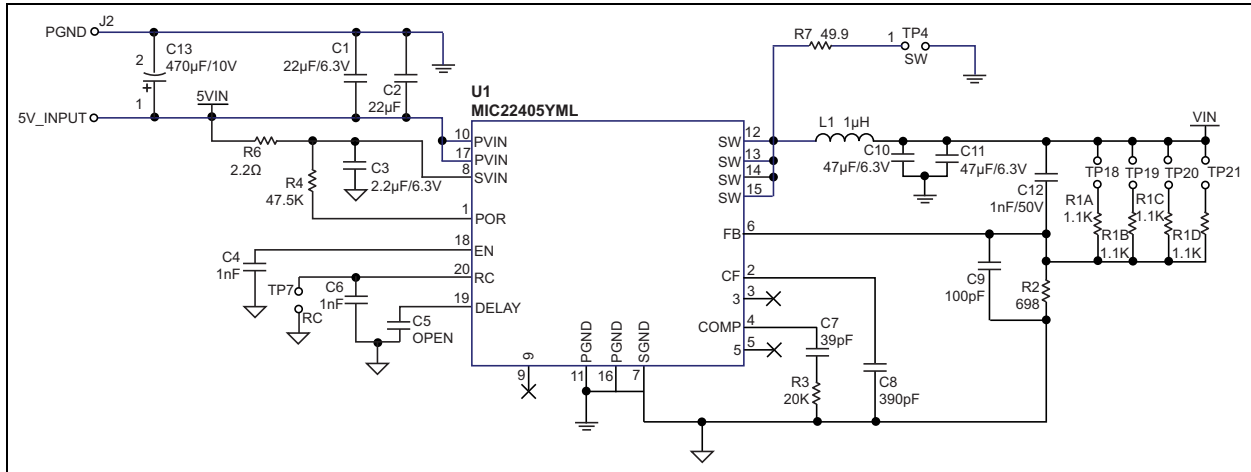 PGND J2
2 C13
470µF/10V
+
1
5V_INPUT
5VIN
C1
22µF/6.3V
C2
22µF
R6
2.2Ω
R4
47.5K
C3
2.2µF/6.3V
C4
1nF
TP7
RC
C6
1nF
C5
OPEN
U1
MIC22405YML
10 PVIN
17 PVIN
8 SVIN
1 POR
18 EN
20 RC
19 DELAY
9
9
PGND
11
PGND
16
SGND
7
SW 12
SW 13
SW 14
SW 15
FB 6
CF 2
3 3
COMP 4
5 5
R7 49.9
1 TP4
SW
L1 1µH
C10
47µF/6.3V
C11
47µF/6.3V
C12
1nF/50V
VIN
TP18 TP19 TP20 TP21
R1A
1.1K
R1B
1.1K
R1C
1.1K
R1D
1.1K
C9
100pF
R2
698
C7
39pF
R3
20K
C8
390pF